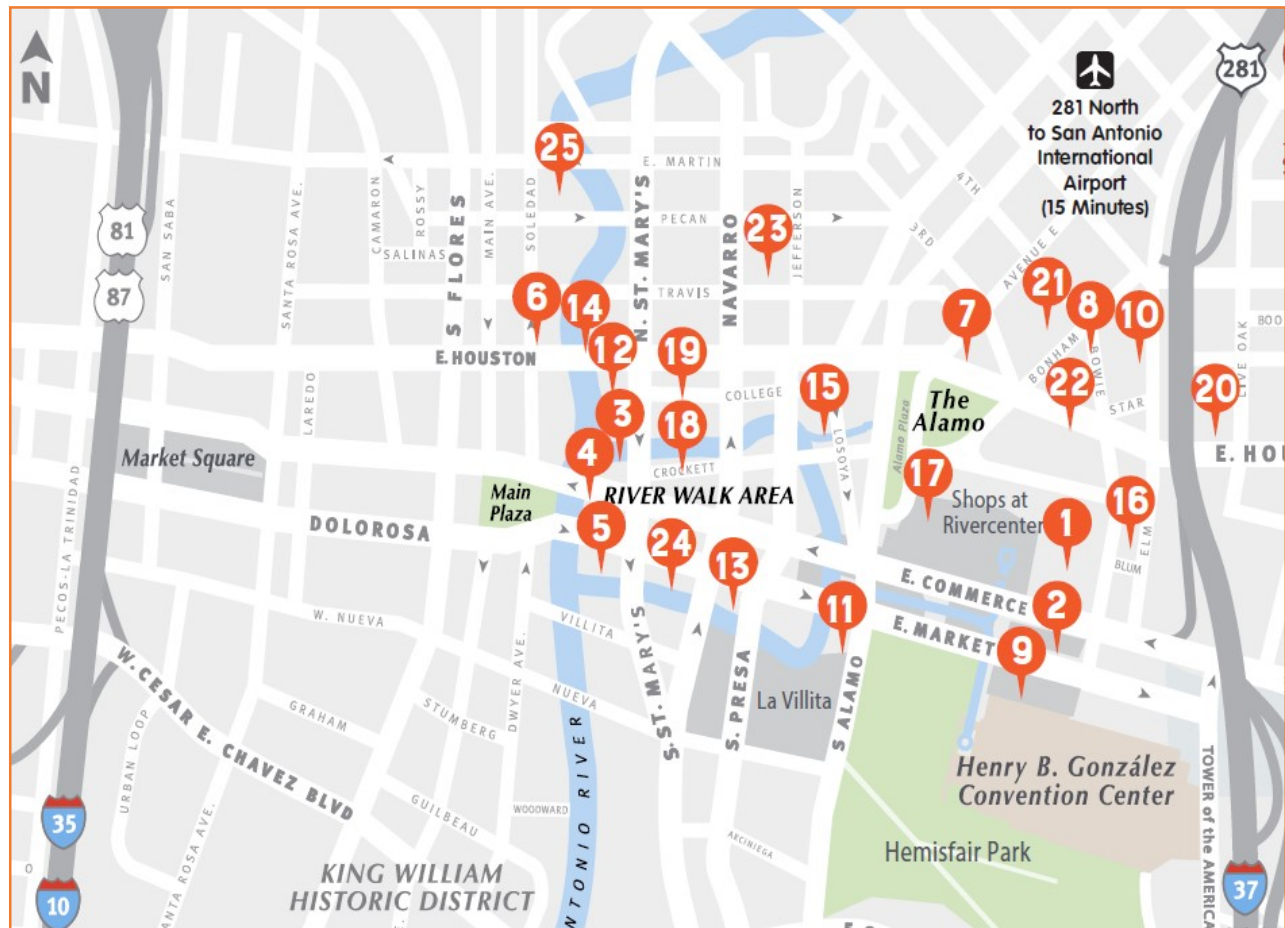 N
281
281 North
to San Antonio
International
Airport
(15 Minutes)
25
E. MARTIN
4TH
SAN SABA
SANTA ROSA AVE.
CAMARON
ROSSY
S FLORES
MAIN AVE.
SOLEDAD
N. ST. MARY'S
PECAN
NAVARRO
23
JEFFERSON
3RD
AVENUE E
81
87
SALINAS
TRAVIS
6
14
7
21
8
10
E. HOUSTON
12
19
COLLEGE
15
BONHAM
BOWIE
LIVE OAK
BOO
20
22
STAR
LAREDO
3
18
LOSOYA
Alamo Plaza
The
Alamo
E. HOU
Market Square
4
CROCKETT
17
Main
Plaza
RIVER WALK AREA
Shops at
Rivercenter
1
16
ELM
BLUM
PECOS-LA TRINIDAD
DOLOROSA
5
24
13
E. COMMERCE
2
11
E. MARKET
9
W. NUEVA
VILLITA
W. CESAR E. CHAVEZ BLVD
DWYER AVE.
NUEVA
S. ST. MARY'S
S. PRESA
La Villita
S ALAMO
GRAHAM
STUMBERG
URBAN LOOP
SANTA ROSA AVE.
GUILBEAU
WOODWARD
NTONIO RIVER
ARCINIEGA
Henry B. González
Convention Center
TOWER of the AMERICA
Hemisfair Park
35
KING WILLIAM
HISTORIC DISTRICT
O
10
37